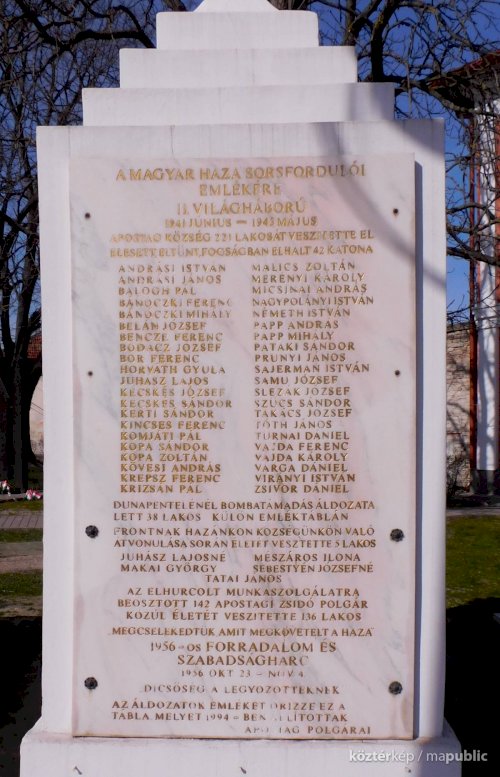 A MAGYAR HAZA SORSFORDULÓI
EMLÉKÉRE
II. VILÁGHÁBORÚ
1941 JÚNIUS — 1945 MÁJUS
APOSTAG KÖZSÉG 221 LAKOSÁT VESZTETTE EL
ELESETT ELTŰNT, FOGSÁGBAN ELHALT 42 KATONA
ANDRÁSI ISTVÁN MALICS ZOLTÁN
ANDRÁSI JÁNOS MERÉNYI KÁROLY
BALOGH PÁL MICSINAI ANDRÁS
BÁNÓCZKI FERENC NAGYPOLÁNYI ISTVÁN
BÁNÓCZKI MIHÁLY NÉMETH ISTVÁN
BELÁN JÓZSEF PAPP ANDRÁS
BENCZE FERENC PAPP MIHÁLY
BODACZ JÓZSEF PATAKI SÁNDOR
BOR FERENC PRUNYI JÁNOS
HORVÁTH GYULA SAJERMAN ISTVÁN
JUHÁSZ LAJOS SAMU JÓZSEF
KECSKÉS JÓZSEF SLEZÁK JÓZSEF
KECSKÉS SÁNDOR SZŰCS SÁNDOR
KERTI SÁNDOR TAKÁCS JÓZSEF
KINCSES FERENC TÓTH JÁNOS
KOMJÁTI PÁL TURNAI DÁNIEL
KOPA SÁNDOR VAJDA FERENC
KOPA ZOLTÁN VAJDA KÁROLY
KÖVESI ANDRÁS VARGA DÁNIEL
KREPSZ FERENC VIRÁNYI ISTVÁN
KRIZSÁN PÁL ZSIVOR DÁNIEL
DUNAPENTELÉNÉL BOMBATÁMADÁS ÁLDOZATA
LETT 38 LAKOS KÜLÖN EMLÉKTÁBLÁN
FRONTNAK HAZÁNKON KÖZSÉGÜNKÖN VALÓ
ÁTVONULÁSA SORÁN ÉLETÉT VESZTETTE 5 LAKOS
JUHÁSZ LAJOSNÉ MÉSZÁROS ILONA
MAKAI GYÖRGY SEBESTYÉN JÓZSEFNÉ
TATAI JÁNOS
AZ ELHURCOLT MUNKASZOLGÁLATRA
BEOSZTOTT 142 APOSTAGI ZSIDÓ POLGÁR
KÖZÜL ÉLETÉT VESZÍTETTE 136 LAKOS
„MEGCSELEKEDTÜK AMIT MEGKÖVETELT A HAZA"
1956-OS FORRADALOM ÉS
SZABADSÁGHARC
1956 OKT 23 - NOV 4
„DICSŐSÉG A LEGYŐZÖTTEKNEK
AZ ÁLDOZATOK EMLÉKÉT ŐRIZZE EZ A
TÁBLA, MELYET 1994-BEN ÁLLÍTOTTAK
APOSTAG POLGÁRAI
köztérkép / mapublic